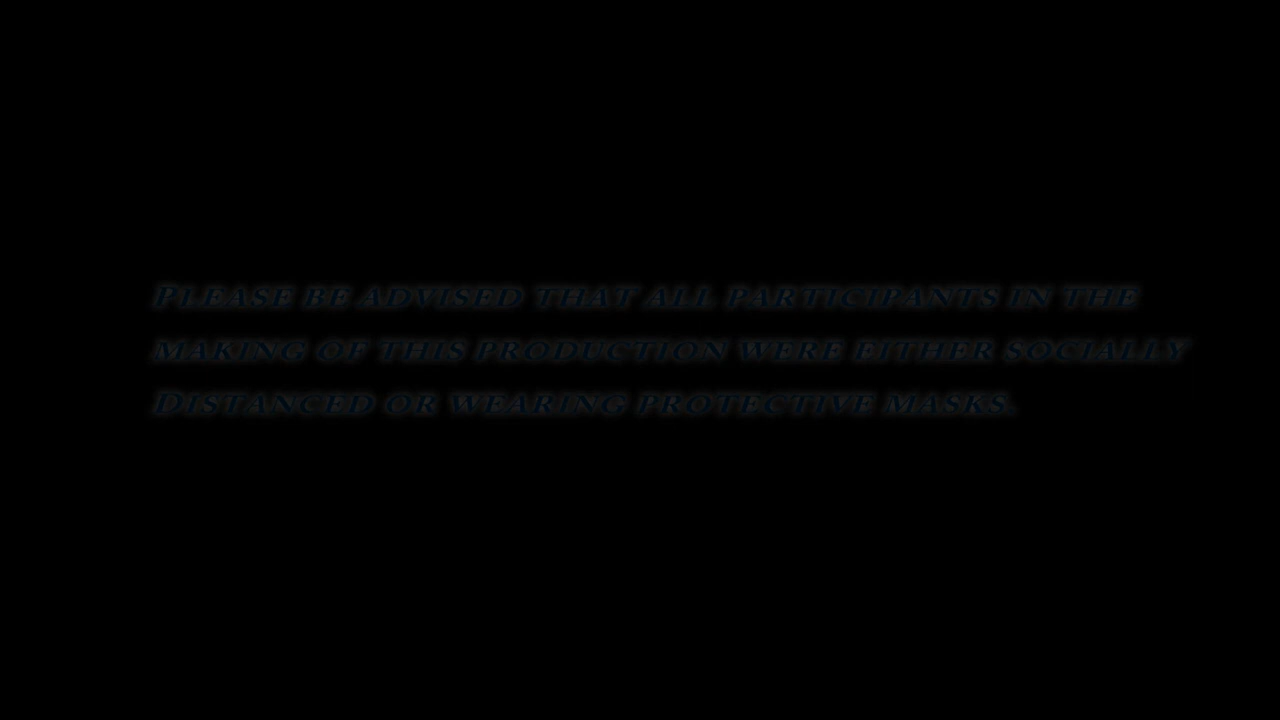 Please be advised that all participants in the
making of this production were either socially
Distanced or wearing protective masks.